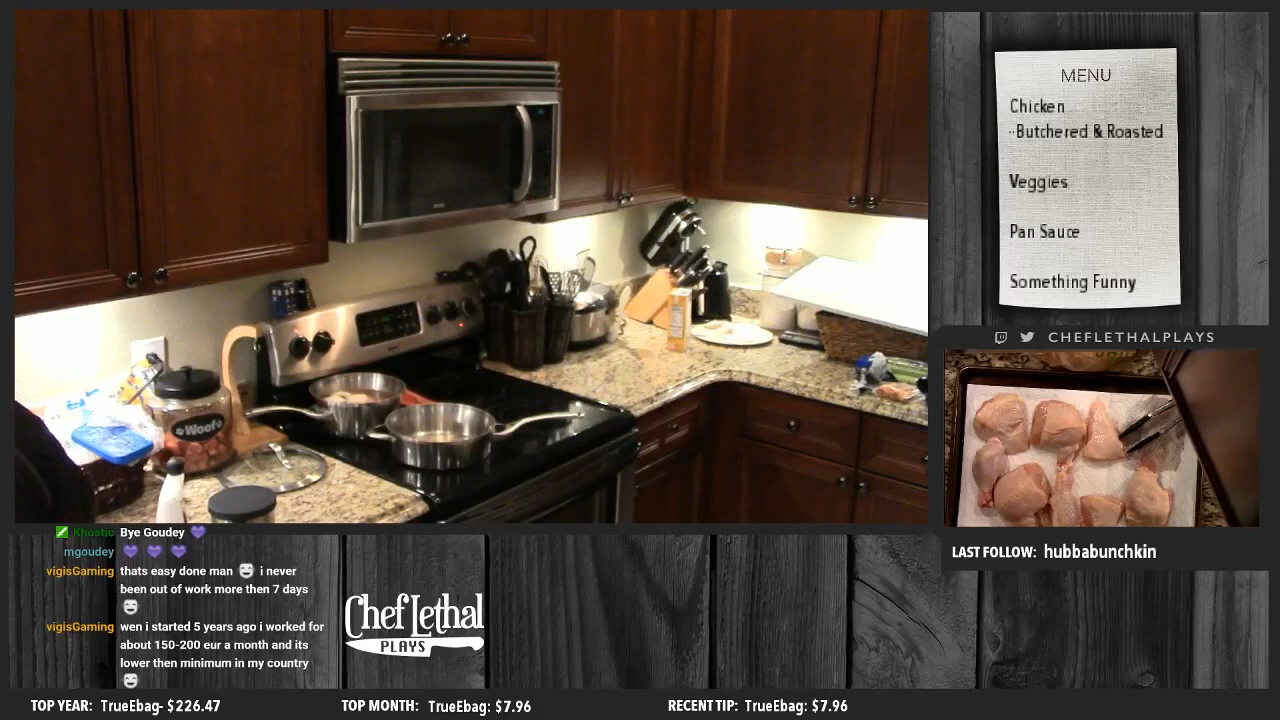 MENU
Chicken
--Butchered & Roasted
Veggies
Pan Sauce
Something Funny
Woof
CHEFLETHALPLAYS
LAST FOLLOW: hubbabunchkin
Khostic Bye Goudey 💜
mgoudey 💜 💜 💜
vigisGaming thats easy done man i never
been out of work more then 7 days
vigisGaming wen i started 5 years ago i worked for
about 150-200 eur a month and its
lower then minimum in my country
Chef Lethal
PLAYS
TOP YEAR: TrueEbag- $226.47
TOP MONTH: TrueEbag: $7.96
RECENT TIP: TrueEbag: $7.96